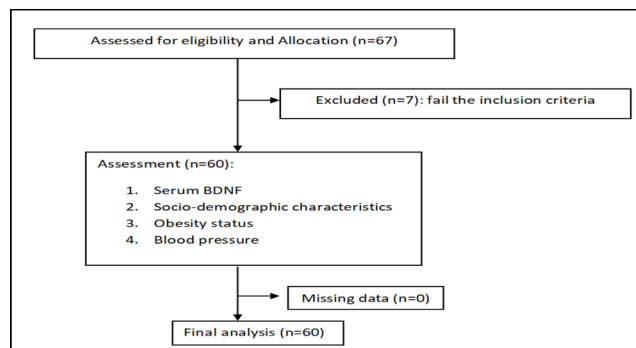 Assessed for eligibility and Allocation (n=67)
Excluded (n=7): fail the inclusion criteria
Assessment (n=60):
1. Serum BDNF
2. Socio-demographic characteristics
3. Obesity status
4. Blood pressure
Missing data (n=0)
Final analysis (n=60)